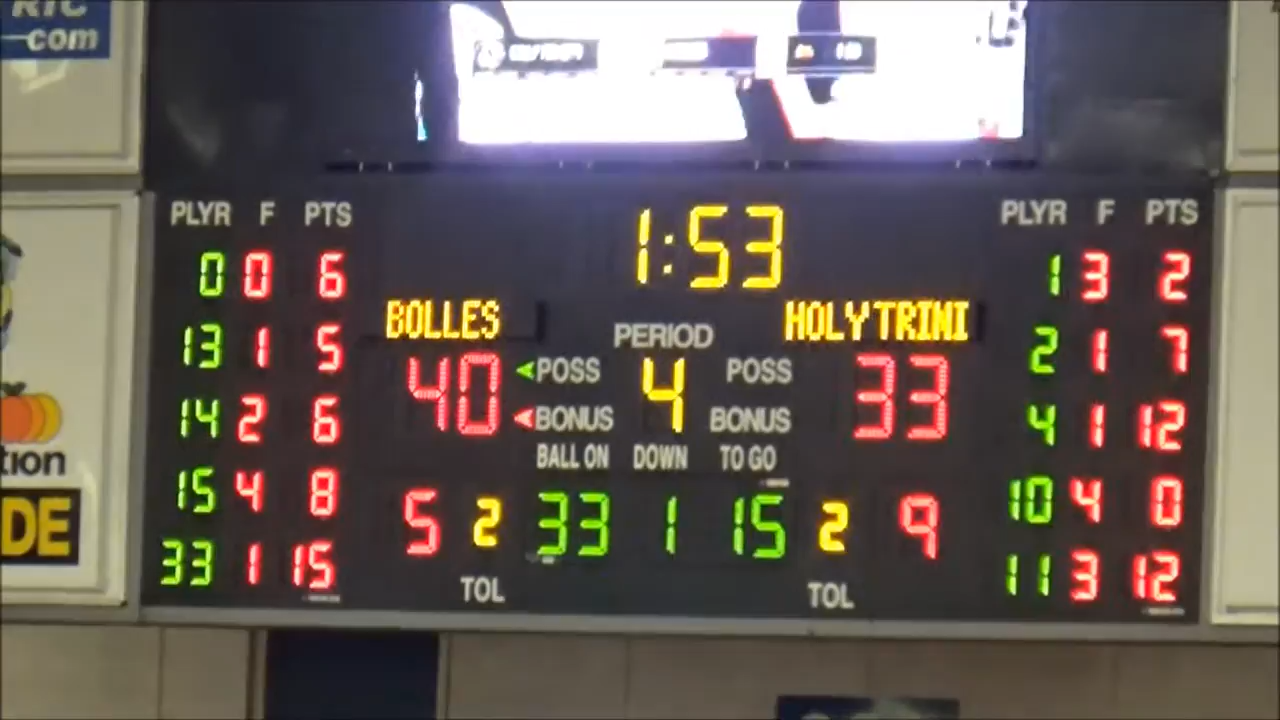 RTC
com
PLYR F PTS
1:53
PLYR F PTS
0 0 6
1 3 2
BOLLES
PERIOD
HOLYTRINI
13 1 5
2 1 7
40
POSS
4
POSS
33
14 2 6
BONUS
BONUS
4 1 12
BALL ON DOWN TO GO
tion
15 4 8
10 4 0
DE
5 2 33 1 15 2 9
33 1 15
11 3 12
TOL
TOL